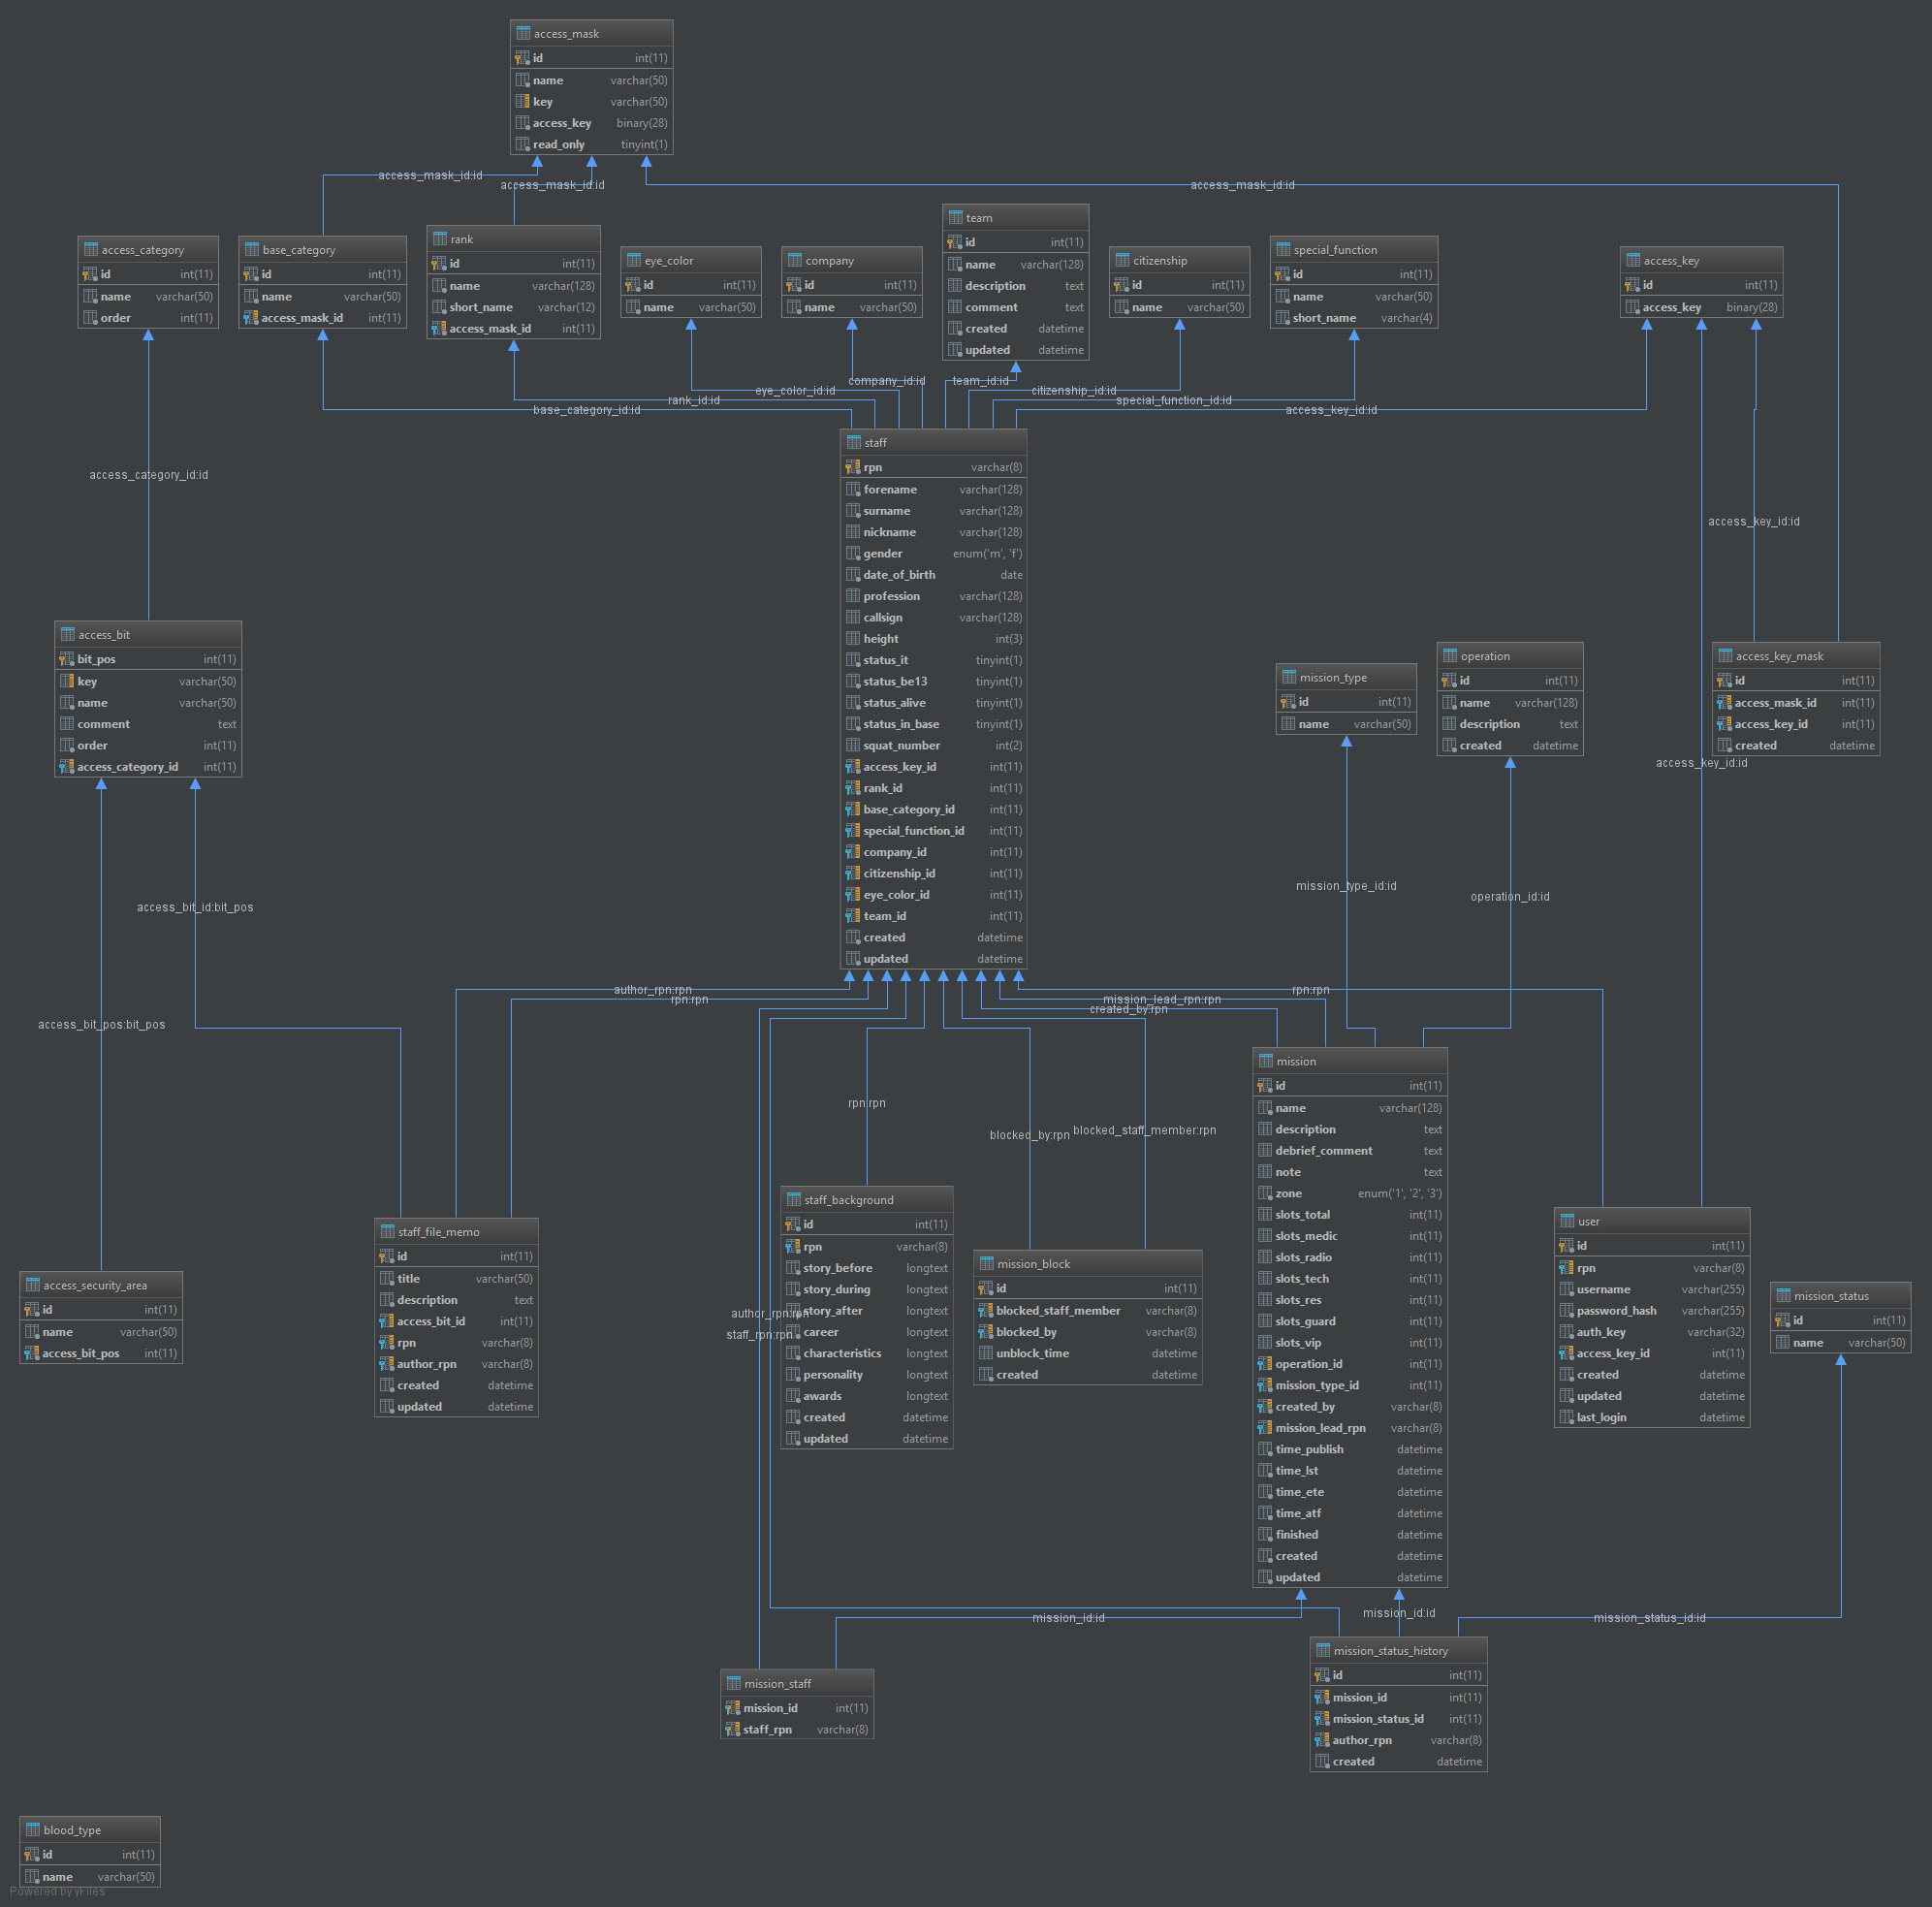 access_mask
id int(11)
name varchar(50)
key varchar(50)
access_key binary(28)
read_only tinyint(1)
access_mask_id:id
access_mask_id:id
access_mask_id:id
access_category
id int(11)
name varchar(50)
order int(11)
base_category
id int(11)
name varchar(50)
access_mask_id int(11)
rank
id int(11)
name varchar(128)
short_name varchar(12)
access_mask_id int(11)
eye_color
id int(11)
name varchar(50)
company
id int(11)
name varchar(50)
team
id int(11)
name varchar(128)
description text
comment text
created datetime
updated datetime
citizenship
id int(11)
name varchar(50)
special_function
id int(11)
name varchar(50)
short_name varchar(4)
access_key
id int(11)
access_key binary(28)
company_id:id
team_id:id
eye_color_id:id
citizenship_id:id
rank_id:id
special_function_id:id
base_category_id:id
access_key_id:id
access_category_id:id
access_key_id:id
staff
rpn varchar(8)
forename varchar(128)
surname varchar(128)
nickname varchar(128)
gender enum('m', 'f')
date_of_birth date
profession varchar(128)
callsign varchar(128)
height int(3)
status_it tinyint(1)
status_be13 tinyint(1)
status_alive tinyint(1)
status_in_base tinyint(1)
squat_number int(2)
access_key_id int(11)
rank_id int(11)
base_category_id int(11)
special_function_id int(11)
company_id int(11)
citizenship_id int(11)
eye_color_id int(11)
team_id int(11)
created datetime
updated datetime
access_bit
bit_pos int(11)
key varchar(50)
name varchar(50)
comment text
order int(11)
access_category_id int(11)
mission_type
id int(11)
name varchar(50)
operation
id int(11)
name varchar(128)
description text
created datetime
access_key_mask
id int(11)
access_mask_id int(11)
access_key_id int(11)
created datetime
access_key_id:id
mission_type_id:id
operation_id:id
access_bit_id:bit_pos
author_rpn:rpn
rpn:rpn
mission_lead_rpn:rpn
created_by:rpn
rpn:rpn
access_bit_pos:bit_pos
rpn:rpn
blocked_by:rpn
blocked_staff_member:rpn
mission
id int(11)
name varchar(128)
description text
debrief_comment text
note text
zone enum('1', '2', '3')
slots_total int(11)
slots_medic int(11)
slots_radio int(11)
slots_tech int(11)
slots_res int(11)
slots_guard int(11)
slots_vip int(11)
operation_id int(11)
mission_type_id int(11)
created_by varchar(8)
mission_lead_rpn varchar(8)
time_publish datetime
time_lst datetime
time_ete datetime
time_atf datetime
finished datetime
created datetime
updated datetime
staff_background
id int(11)
rpn varchar(8)
story_before longtext
story_during longtext
story_after longtext
career longtext
characteristics longtext
personality longtext
awards longtext
created datetime
updated datetime
author_rpn:rpn
staff_rpn:rpn
staff_file_memo
id int(11)
title varchar(50)
description text
access_bit_id int(11)
rpn varchar(8)
author_rpn varchar(8)
created datetime
updated datetime
access_security_area
id int(11)
name varchar(50)
access_bit_pos int(11)
mission_block
id int(11)
blocked_staff_member varchar(8)
blocked_by varchar(8)
unblock_time datetime
created datetime
user
id int(11)
rpn varchar(8)
username varchar(255)
password_hash varchar(255)
auth_key varchar(32)
access_key_id int(11)
created datetime
updated datetime
last_login datetime
mission_status
id int(11)
name varchar(50)
mission_id:id
mission_id:id
mission_status_id:id
mission_staff
mission_id int(11)
staff_rpn varchar(8)
mission_status_history
id int(11)
mission_id int(11)
mission_status_id int(11)
author_rpn varchar(8)
created datetime
blood_type
id int(11)
name varchar(50)
Powered by yFiles